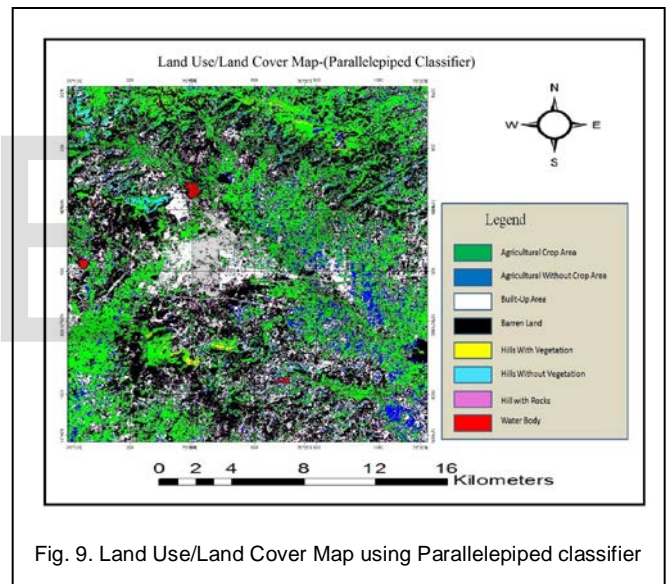 Land Use/Land Cover Map-(Parallelepiped Classifier)
N
W E
S
Legend
Agricultural Crop Area
Agricultural Without Crop Area
Built-Up Area
Barren Land
Hills With Vegetation
Hills Without Vegetation
Hill with Rocks
Water Body
0 2 4 8 12 16
Kilometers
Fig. 9. Land Use/Land Cover Map using Parallelepiped classifier